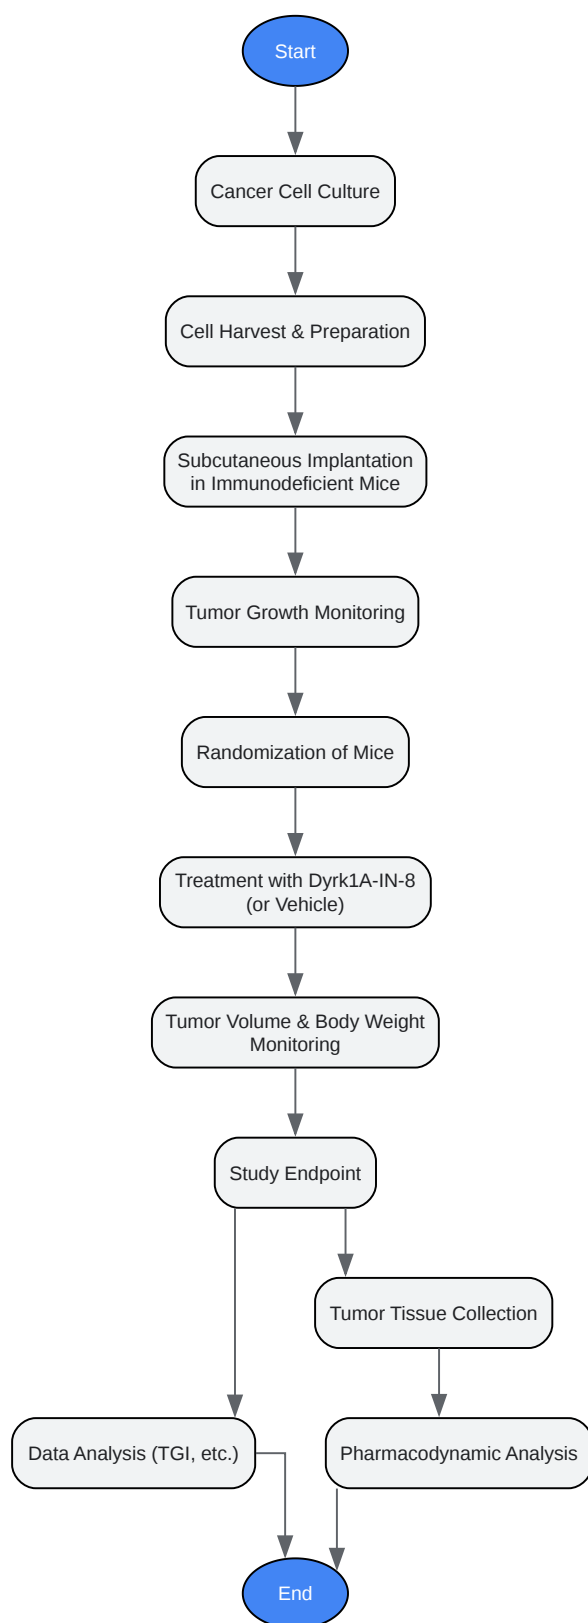 Start
Cancer Cell Culture
Cell Harvest & Preparation
Subcutaneous Implantation
in Immunodeficient Mice
Tumor Growth Monitoring
Randomization of Mice
Treatment with Dyrk1A-IN-8
(or Vehicle)
Tumor Volume & Body Weight
Monitoring
Study Endpoint
Tumor Tissue Collection
Data Analysis (TGI, etc.)
Pharmacodynamic Analysis
End